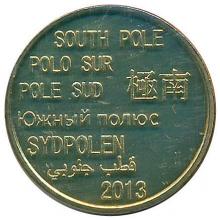 SOUTH POLE
POLO SUR
POLE SUD 極南
Южный полюс
SYDPOLEN
قطب جنوبي
2013